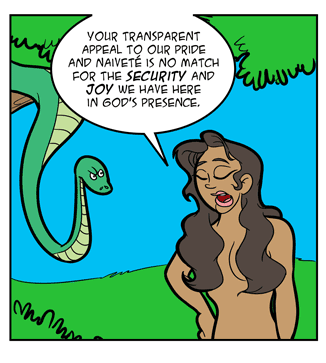 YOUR TRANSPARENT
APPEAL TO OUR PRIDE
AND NAIVETÉ IS NO MATCH
FOR THE SECURITY AND
JOY WE HAVE HERE
IN GOD'S PRESENCE.